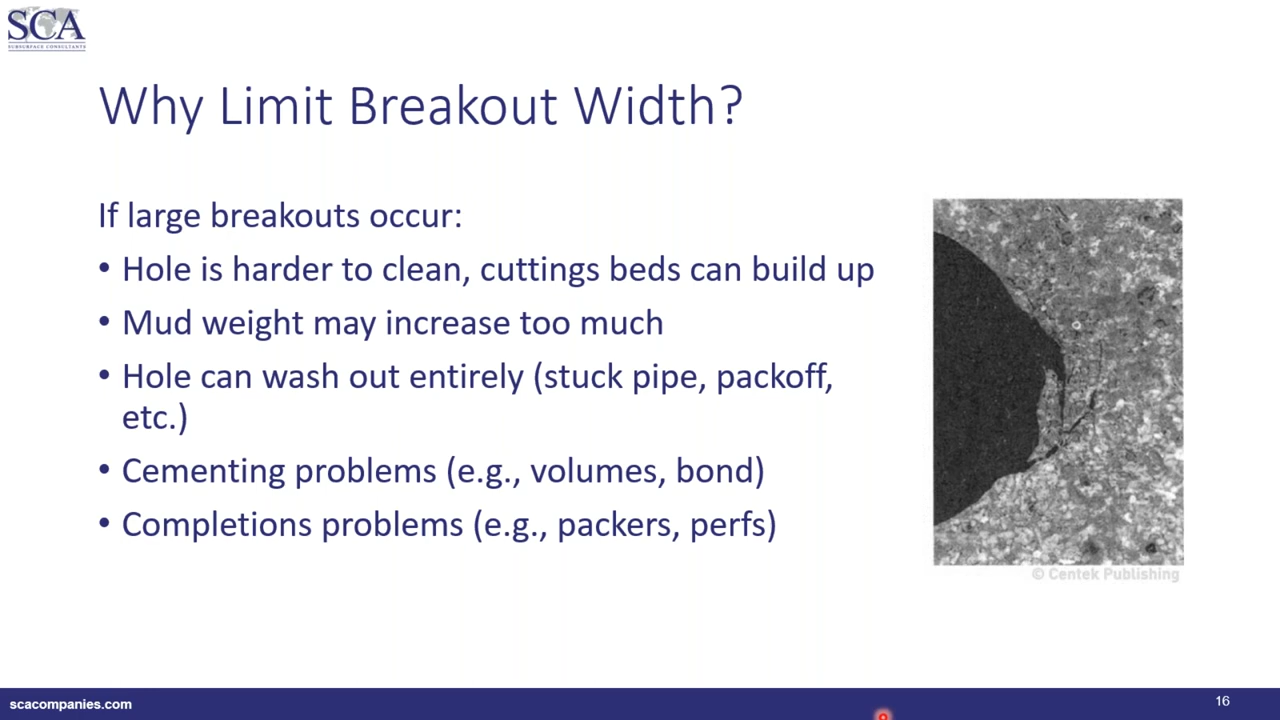 SCA
SUBSURFACE CONSULTANTS
Why Limit Breakout Width?
If large breakouts occur:
• Hole is harder to clean, cuttings beds can build up
• Mud weight may increase too much
• Hole can wash out entirely (stuck pipe, packoff,
etc.)
• Cementing problems (e.g., volumes, bond)
• Completions problems (e.g., packers, perfs)
© Centek Publishing
scacompanies.com
16